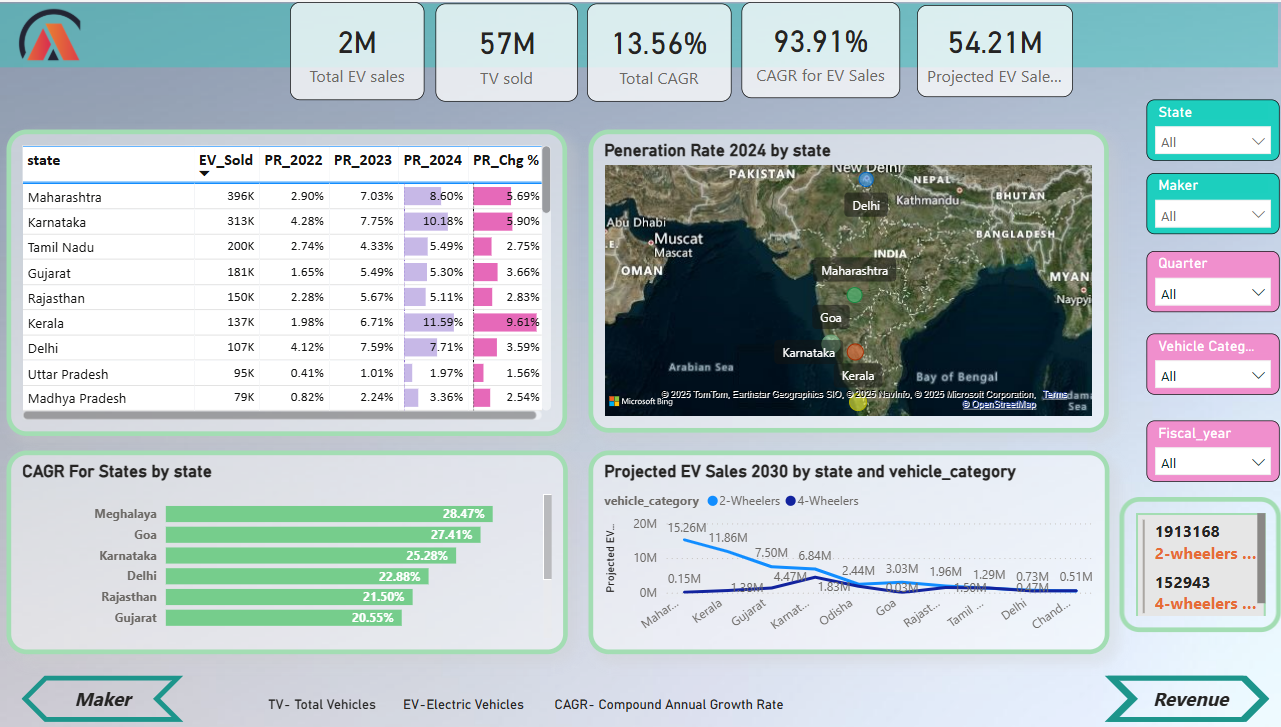 2M
Total EV sales
57M
TV sold
13.56%
Total CAGR
93.91%
CAGR for EV Sales
54.21M
Projected EV Sale...
State
All
Maker
All
Quarter
All
Vehicle Categ...
All
Fiscal_year
All
state EV_Sold PR_2022 PR_2023 PR_2024 PR_Chg %
Maharashtra 396K 2.90% 7.03% 8.60% 5.69%
Karnataka 313K 4.28% 7.75% 10.18% 5.90%
Tamil Nadu 200K 2.74% 4.33% 5.49% 2.75%
Gujarat 181K 1.65% 5.49% 5.30% 3.66%
Rajasthan 150K 2.28% 5.67% 5.11% 2.83%
Kerala 137K 1.98% 6.71% 11.59% 9.61%
Delhi 107K 4.12% 7.59% 7.71% 3.59%
Uttar Pradesh 95K 0.41% 1.01% 1.97% 1.56%
Madhya Pradesh 79K 0.82% 2.24% 3.36% 2.54%
Peneration Rate 2024 by state
New Delhi
PAKISTAN
NEPAL
Kathmandu
BHUTAN
Delhi
Abu Dhabi
BANGLADESH
Muscat
Mascat
INDIA
OMAN
Maharashtra
MYAN
Naypyi
Goa
Karnataka
Kerala
Arabian Sea
Bay of Bengal
© 2025 TomTom, Earthstar Geographics SIO, © 2025 NavInfo, © 2025 Microsoft Corporation, Terms
Microsoft Bing
© OpenStreetMap
Sea
CAGR For States by state
Meghalaya 28.47%
Goa 27.41%
Karnataka 25.28%
Delhi 22.88%
Rajasthan 21.50%
Gujarat 20.55%
Projected EV Sales 2030 by state and vehicle_category
vehicle_category 2-Wheelers 4-Wheelers
Projected EV...
20M
10M
0M
15.26M
11.86M
7.50M
6.84M
2.44M
3.03M
1.96M
1.29M
0.73M
0.51M
0.15M
1.38M
4.47M
1.83M
0.03M
1.50M
0.47M
Mahar...
Kerala
Gujarat
Karnat...
Odisha
Goa
Rajast...
Tamil ...
Delhi
Chand...
1913168
2-wheelers ...
152943
4-wheelers ...
Maker
TV- Total Vehicles EV-Electric Vehicles CAGR- Compound Annual Growth Rate
Revenue